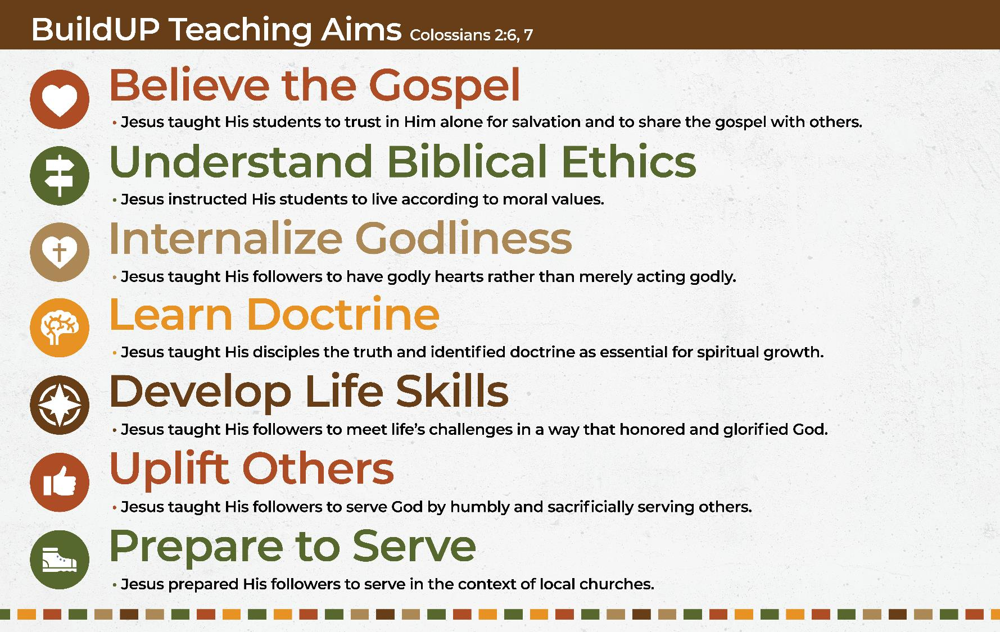 BuildUP Teaching Aims Colossians 2:6, 7
Believe the Gospel
• Jesus taught His students to trust in Him alone for salvation and to share the gospel with others.
Understand Biblical Ethics
• Jesus instructed His students to live according to moral values.
Internalize Godliness
• Jesus taught His followers to have godly hearts rather than merely acting godly.
Learn Doctrine
• Jesus taught His disciples the truth and identified doctrine as essential for spiritual growth.
Develop Life Skills
• Jesus taught His followers to meet life’s challenges in a way that honored and glorified God.
Uplift Others
• Jesus taught His followers to serve God by humbly and sacrificially serving others.
Prepare to Serve
• Jesus prepared His followers to serve in the context of local churches.